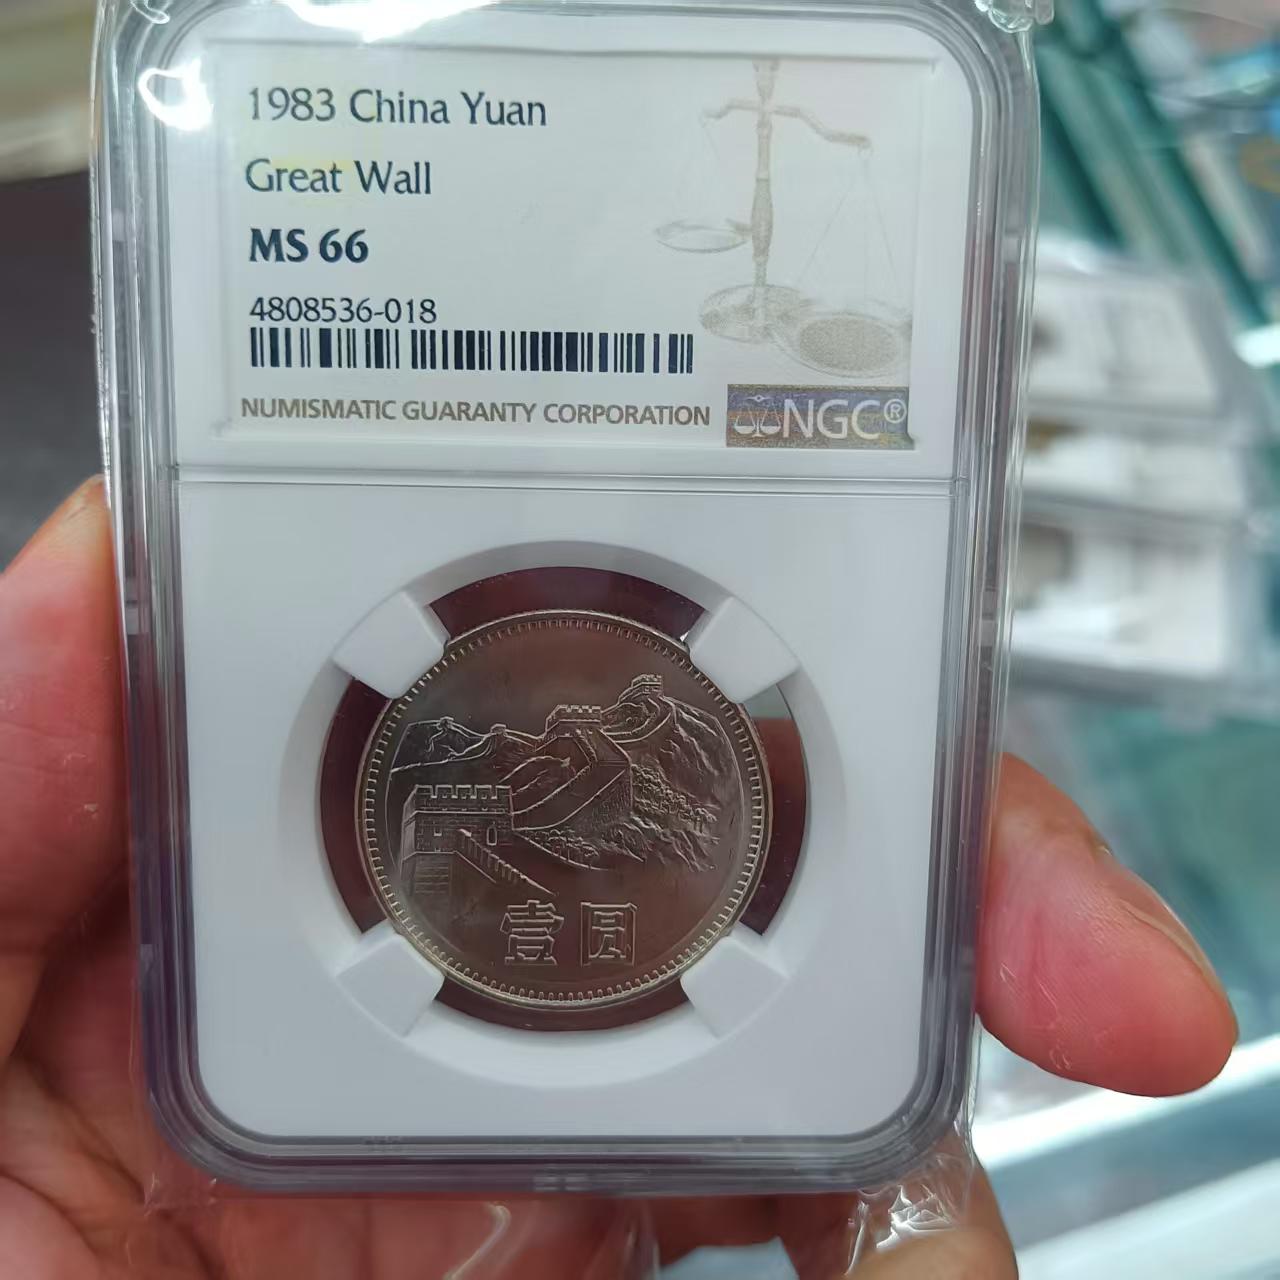 1983 China Yuan
Great Wall
MS 66
4808536-018
NUMISMATIC GUARANTY CORPORATION NGC®
壹圆